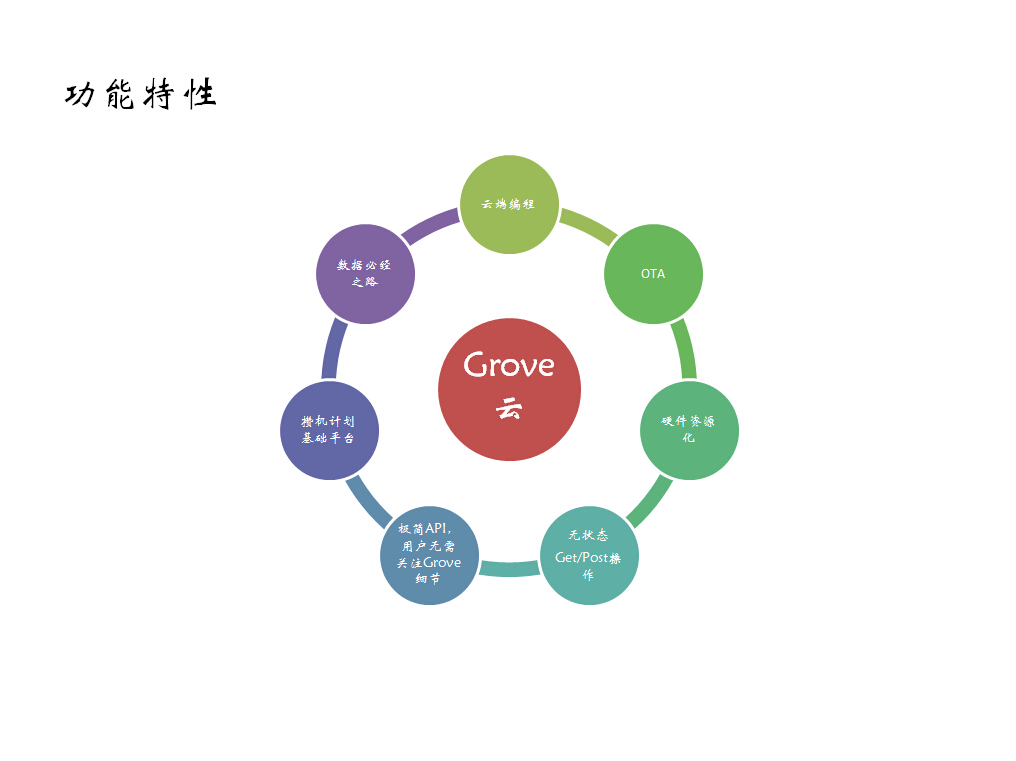 功能特性
云端编程
OTA
硬件资源
化
无状态
Get/Post操
作
极简API，
用户无需
关注Grove
细节
攒机计划
基础平台
数据必经
之路
Grove
云